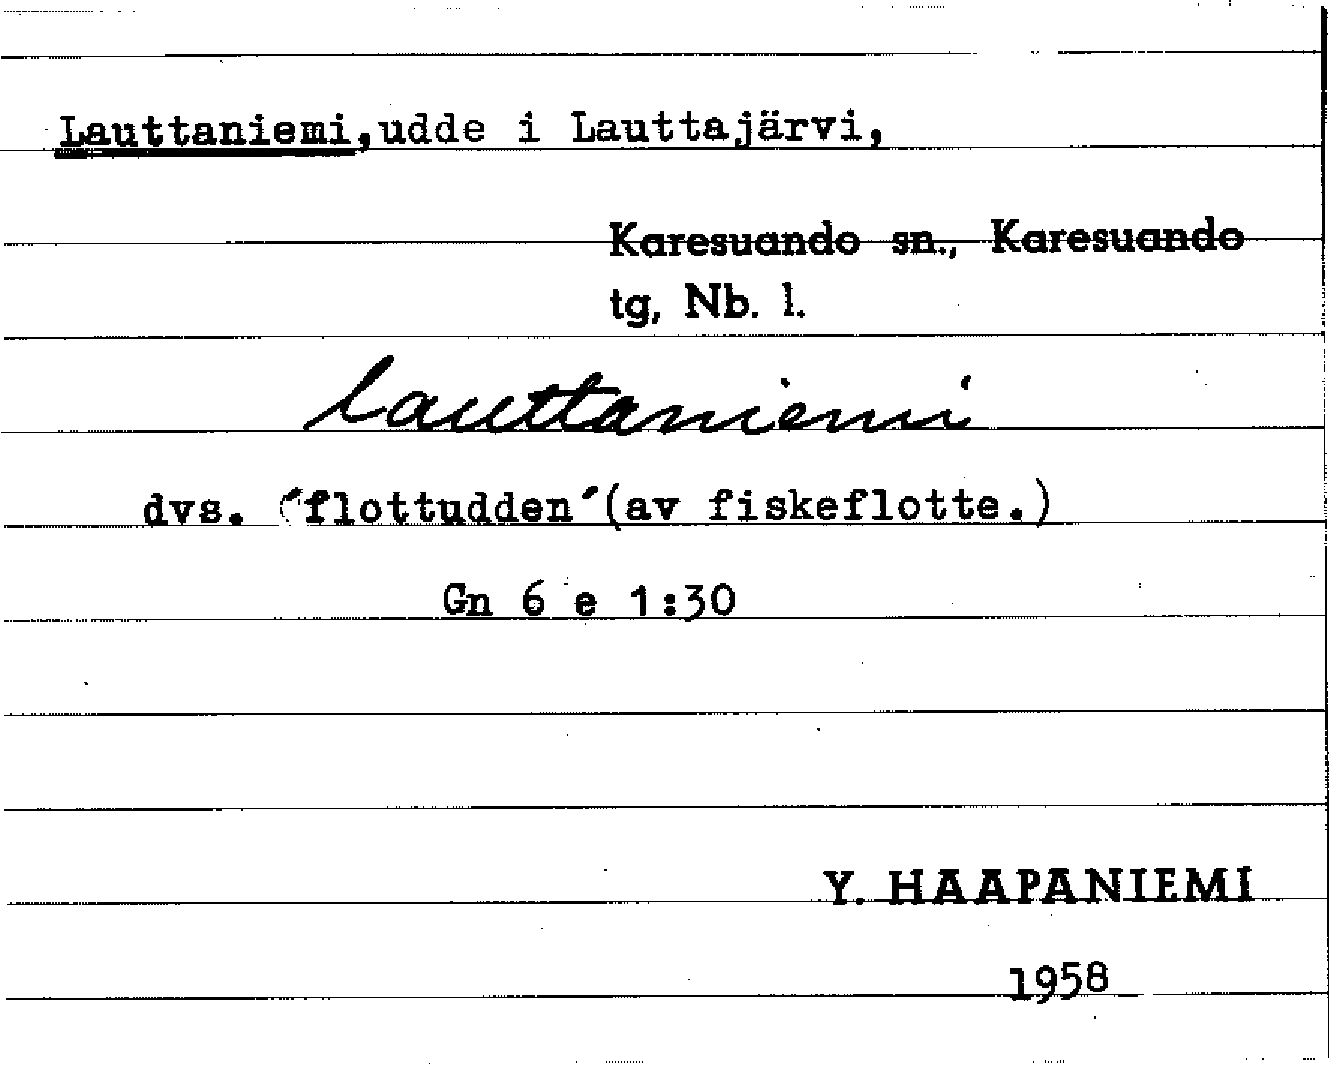 Lauttaniemi,udde i Lauttajärvi,
Karesuando sn., Karesuando
tg, Nb. l.
lauttaniemi
dvs. "flottudden"(av fiskeflotte.)
Gn 6 e 1:30
Y. HAAPANIEMI
1958